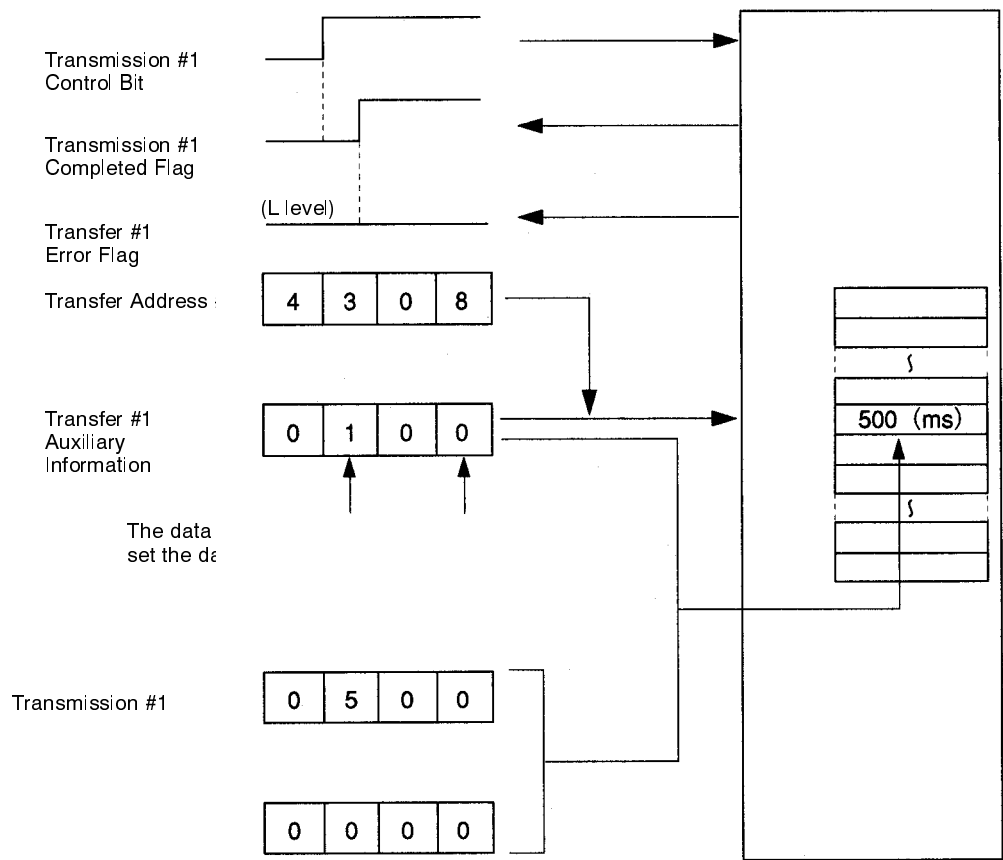 Transmission #1
Control Bit
Transmission #1
Completed Flag
(L level)
Transfer #1
Error Flag
Transfer Address
4 3 0 8
Transfer #1
Auxiliary
Information
0 1 0 0
500 (ms)
The data
set the
Transmission #1
0 5 0 0
0 0 0 0